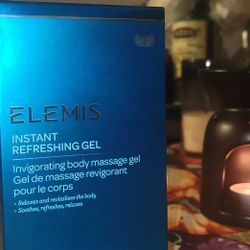 ELEMIS
INSTANT
REFRESHING GEL
Invigorating body massage gel
Gel de massage revigorant
pour le corps
• Relaxes and revitalises the body
• Soothes, refreshes, relaxes